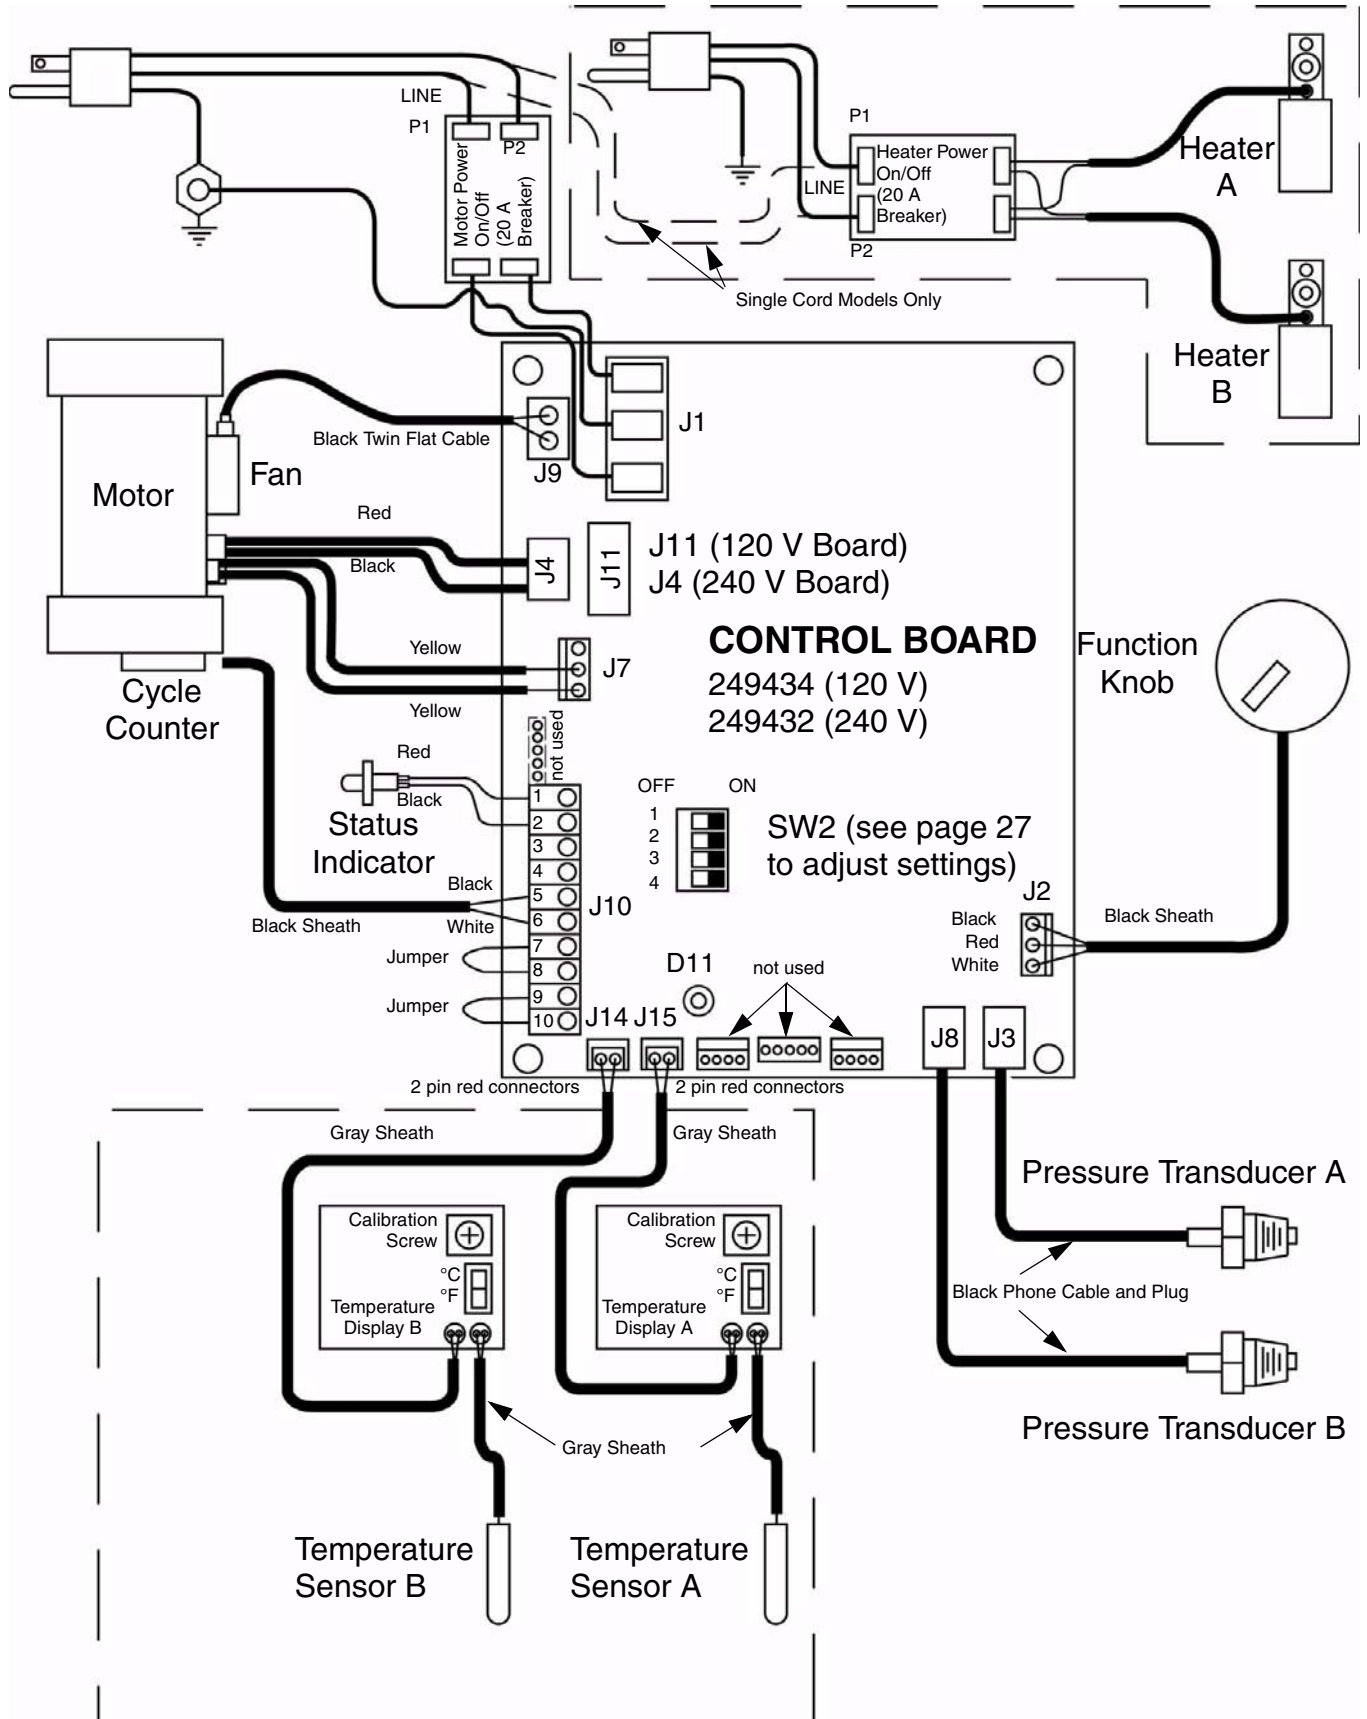 LINE
P1
P2
Motor Power
On/Off
(20 A
Breaker)
P1
Heater Power
On/Off
(20 A
Breaker)
LINE
P2
Heater
A
Single Cord Models Only
Heater
B
Black Twin Flat Cable
J9
J1
Fan
Motor
Red
Black
J4
J11
J11 (120 V Board)
J4 (240 V Board)
CONTROL BOARD
249434 (120 V)
249432 (240 V)
Function
Knob
Yellow
J7
Yellow
Cycle
Counter
not used
Red
Black
Status
Indicator
1
2
3
4
5
6
7
8
9
10
J10
OFF ON
1
2
3
4
SW2 (see page 27
to adjust settings)
Black
White
Black Sheath
Jumper
Jumper
J2
Black
Red
White
Black Sheath
D11
not used
J14 J15
J8
J3
2 pin red connectors
2 pin red connectors
Gray Sheath
Gray Sheath
Pressure Transducer A
Calibration
Screw
°C
°F
Temperature
Display B
Calibration
Screw
°C
°F
Temperature
Display A
Black Phone Cable and Plug
Pressure Transducer B
Gray Sheath
Temperature
Sensor B
Temperature
Sensor A